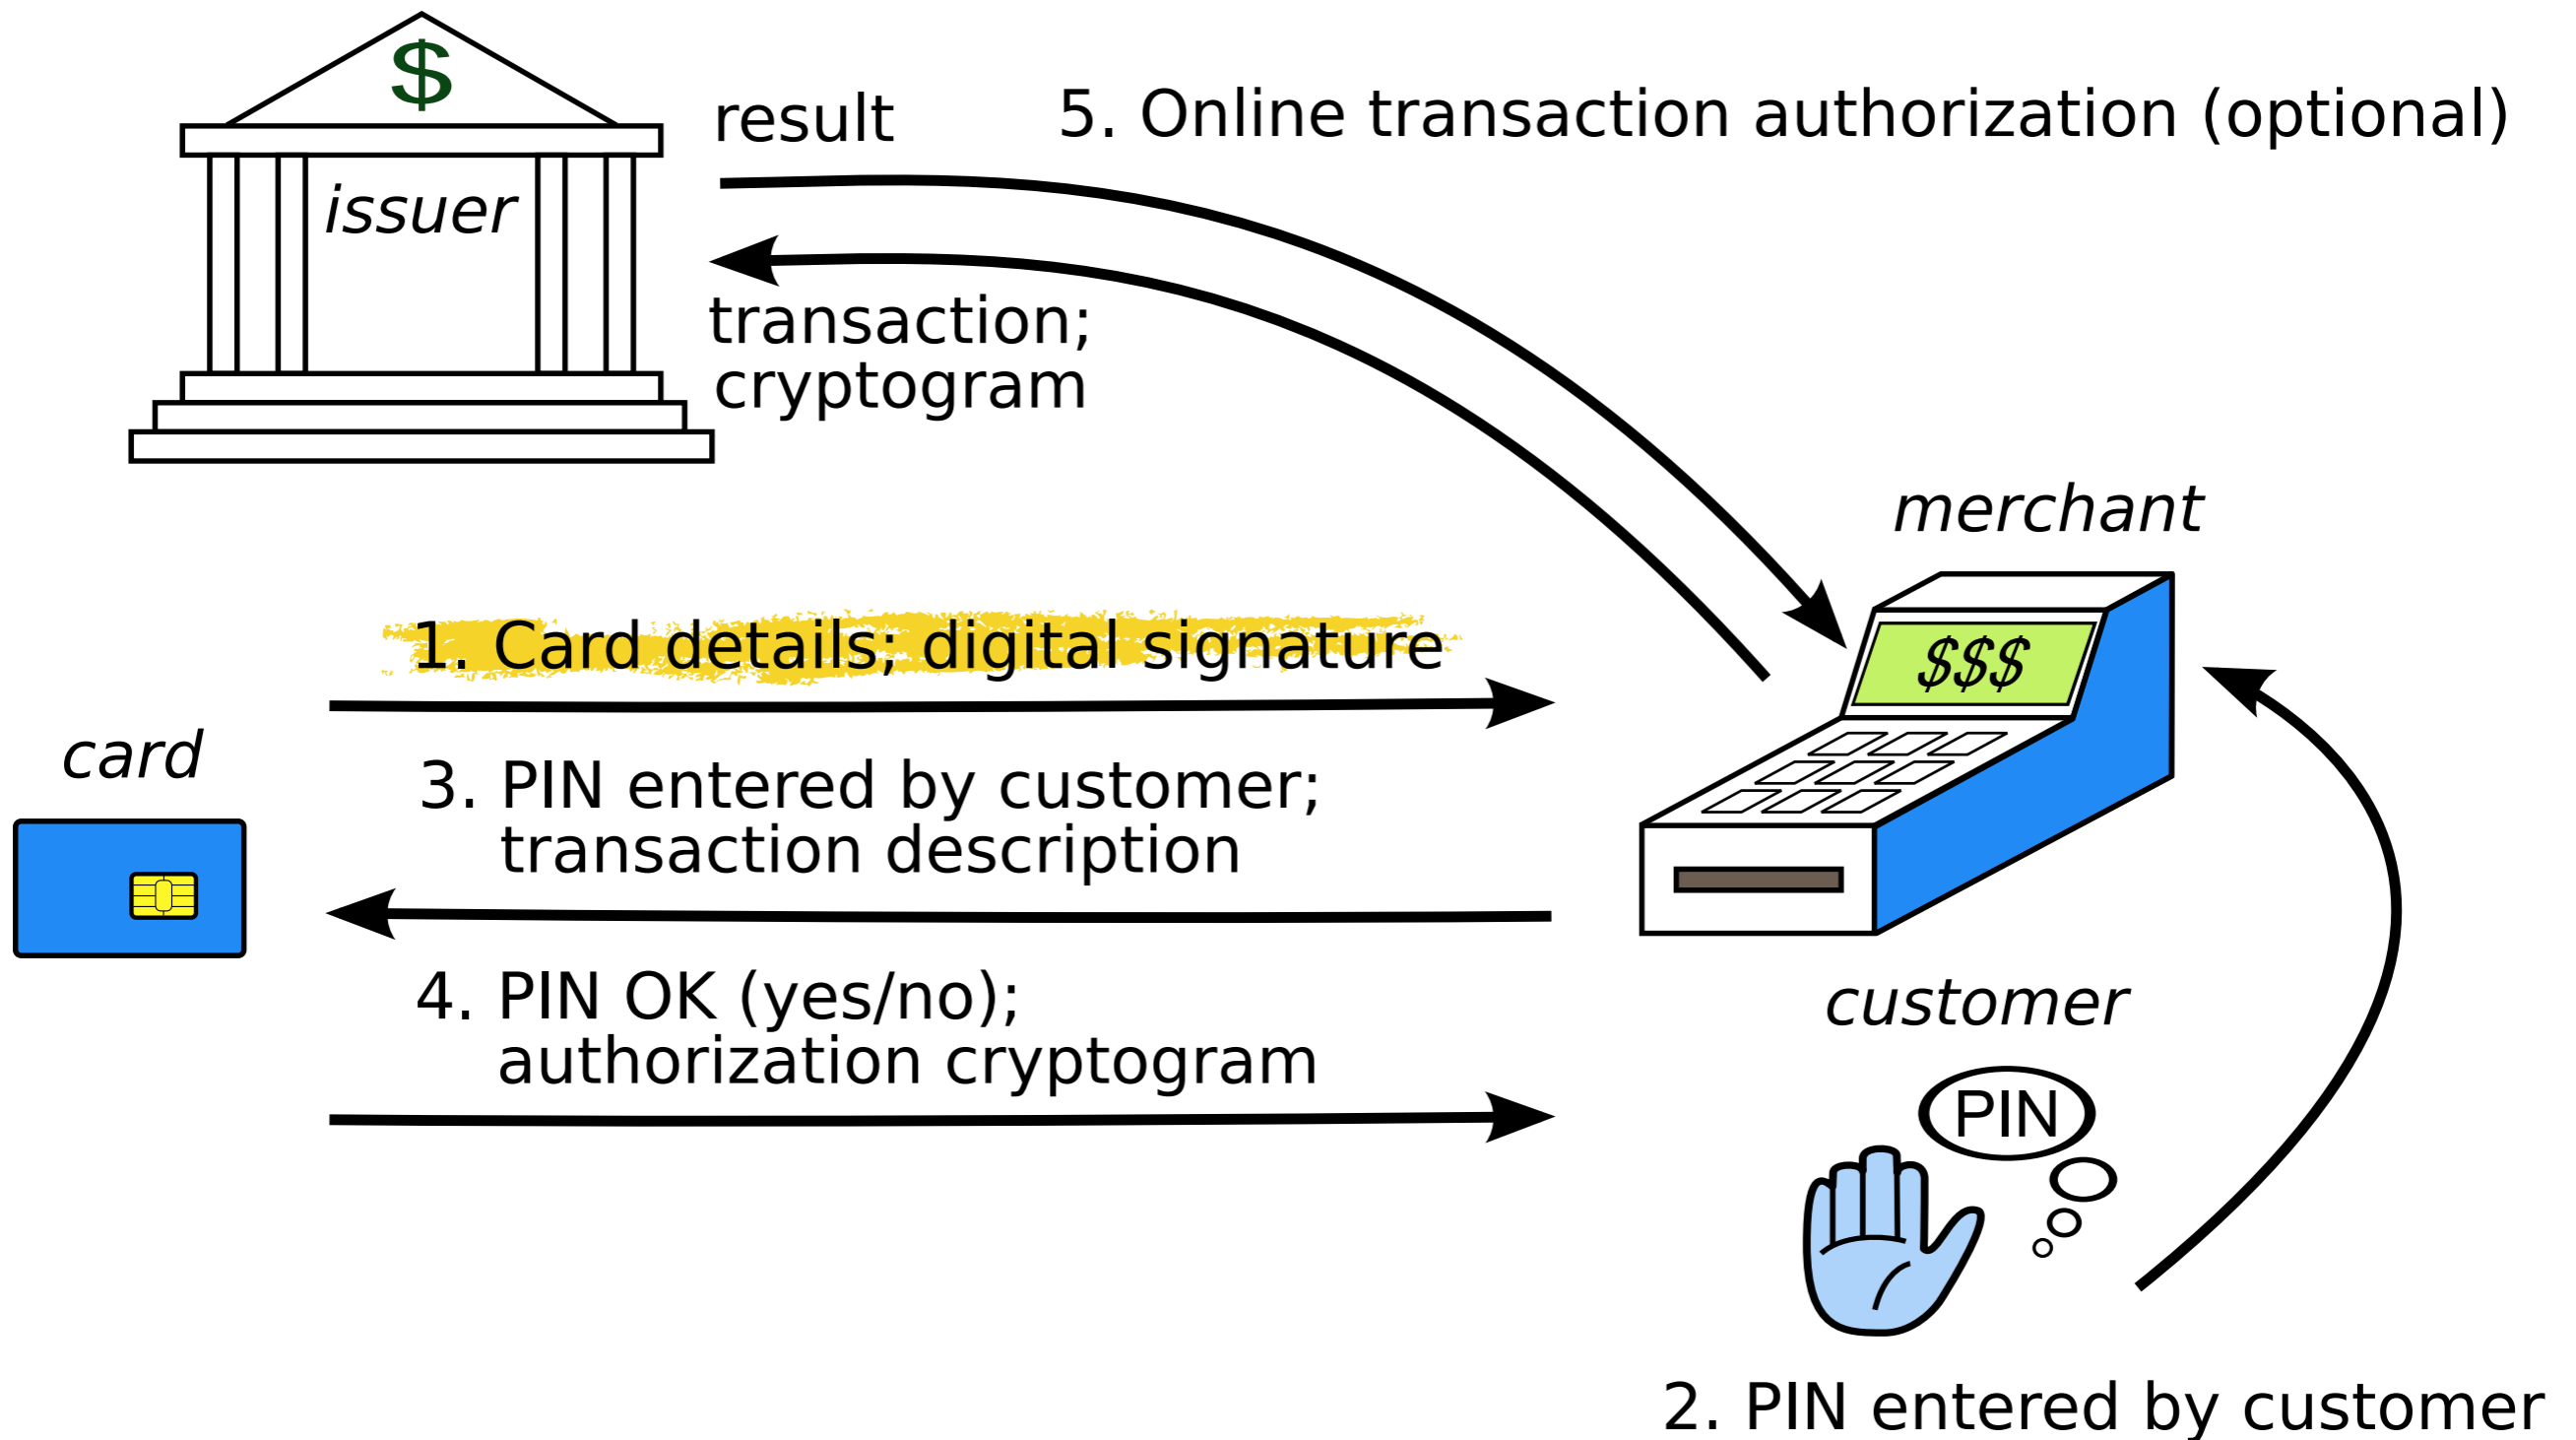 $
issuer
result
5. Online transaction authorization (optional)
transaction;
cryptogram
merchant
$$$
1. Card details; digital signature
card
3. PIN entered by customer;
transaction description
4. PIN OK (yes/no);
authorization cryptogram
customer
PIN
2. PIN entered by customer